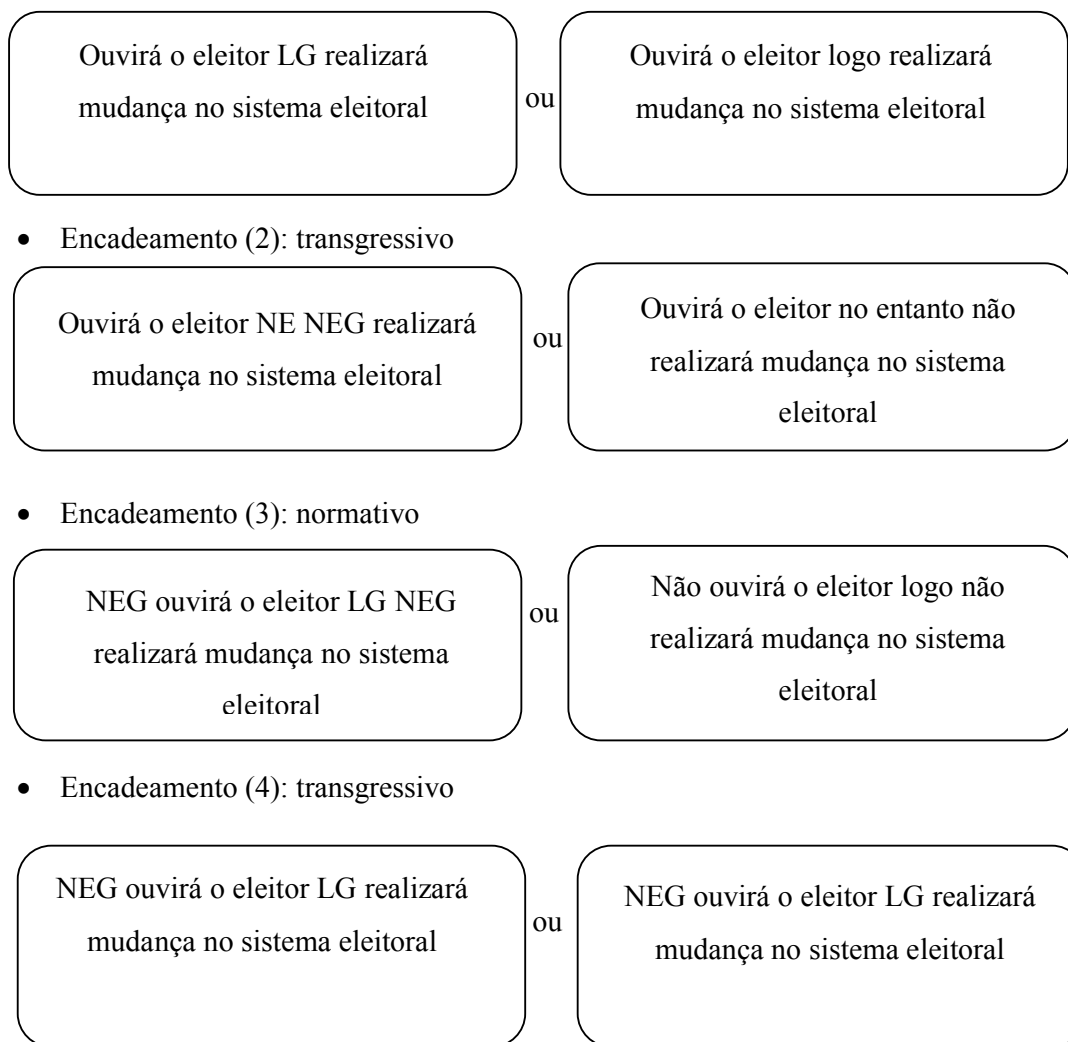 Ouvirá o eleitor LG realizará
mudança no sistema eleitoral
ou
Ouvirá o eleitor logo realizará
mudança no sistema eleitoral
• Encadeamento (2): transgressivo
Ouvirá o eleitor NE NEG realizará
mudança no sistema eleitoral
ou
Ouvirá o eleitor no entanto não
realizará mudança no sistema
eleitoral
• Encadeamento (3): normativo
NEG ouvirá o eleitor LG NEG
realizará mudança no sistema
eleitoral
ou
Não ouvirá o eleitor logo não
realizará mudança no sistema
eleitoral
• Encadeamento (4): transgressivo
NEG ouvirá o eleitor LG realizará
mudança no sistema eleitoral
ou
NEG ouvirá o eleitor LG realizará
mudança no sistema eleitoral